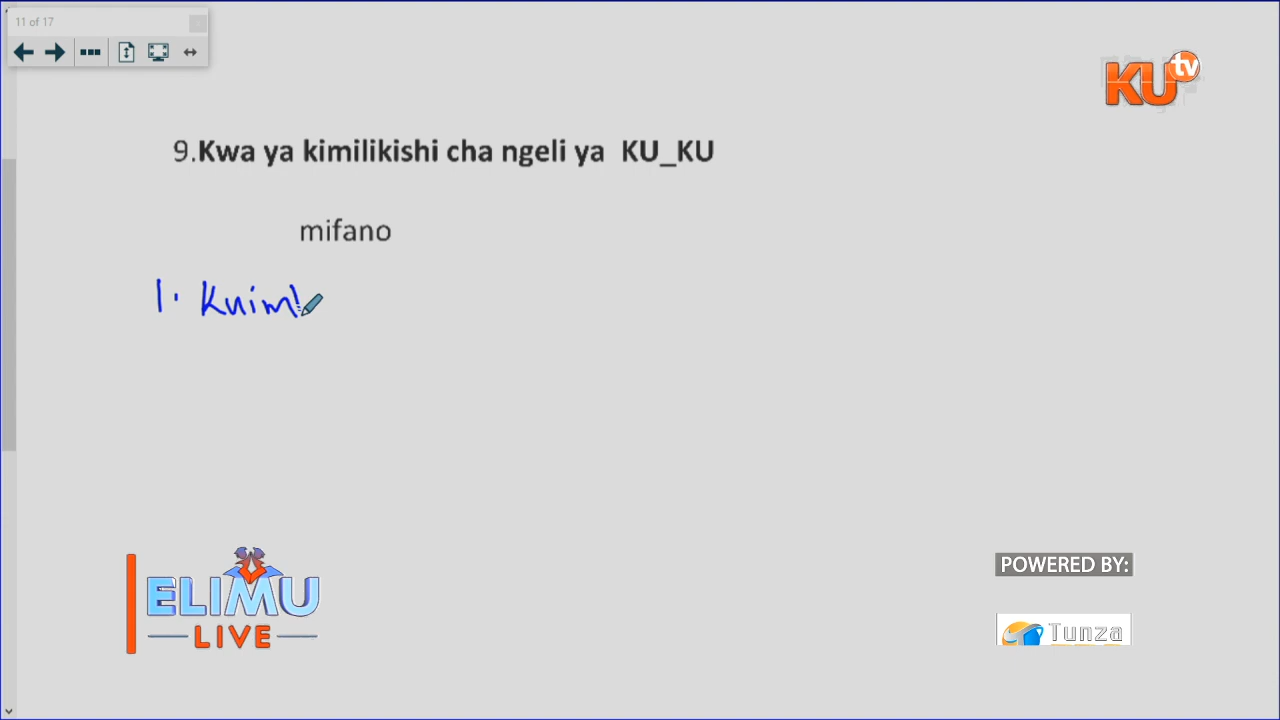 11 of 17
KU tv
9.Kwa ya kimilikishi cha ngeli ya KU_KU
mifano
1. Kuim
ELIMU
LIVE
POWERED BY:
Tunza